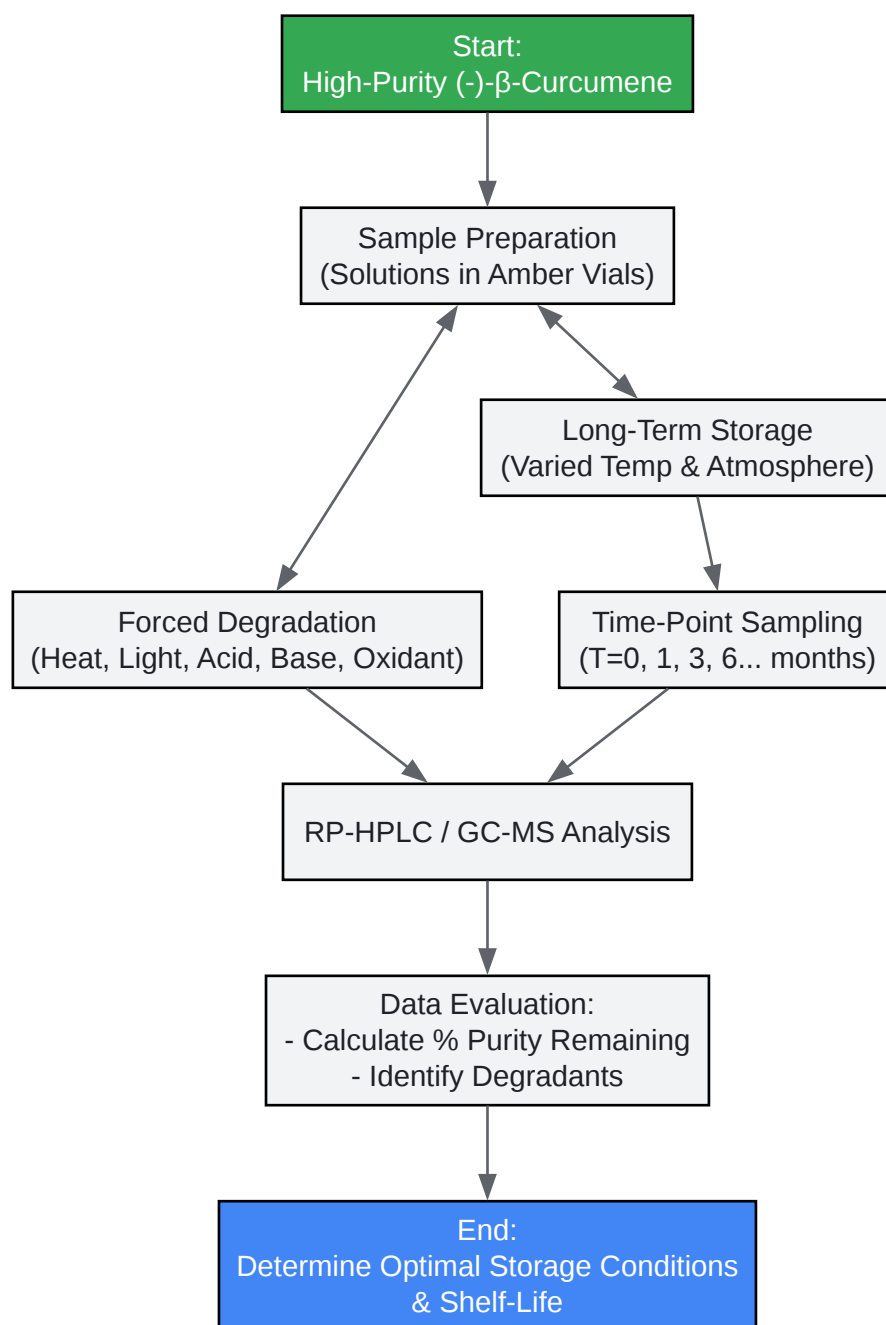 Start:
High-Purity (-)-β-Curcumene
Sample Preparation
(Solutions in Amber Vials)
Long-Term Storage
(Varied Temp & Atmosphere)
Forced Degradation
(Heat, Light, Acid, Base, Oxidant)
Time-Point Sampling
(T=0, 1, 3, 6... months)
RP-HPLC / GC-MS Analysis
Data Evaluation:
- Calculate % Purity Remaining
- Identify Degradants
End:
Determine Optimal Storage Conditions
& Shelf-Life